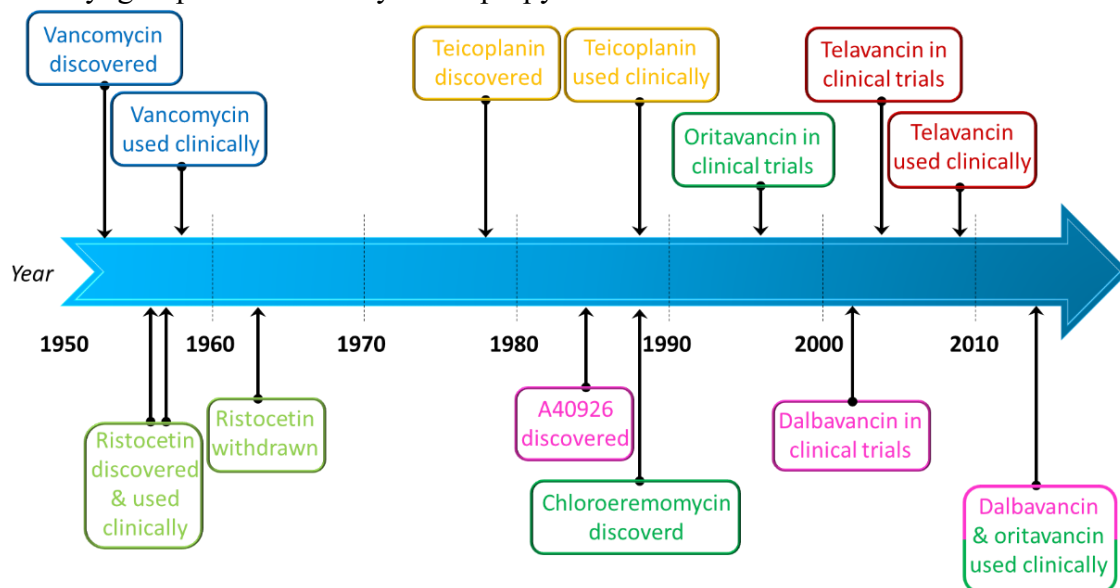 Vancomycin
discovered
Vancomycin
used clinically
Teicoplanin
discovered
Teicoplanin
used clinically
Oritavancin in
clinical trials
Telavancin in
clinical trials
Telavancin
used clinically
Year
1950
1960
1970
1980
1990
2000
2010
Ristocetin
discovered
& used
clinically
Ristocetin
withdrawn
A40926
discovered
Chloroeremomycin
discoverd
Dalbavancin in
clinical trials
Dalbavancin
& oritavancin
used clinically